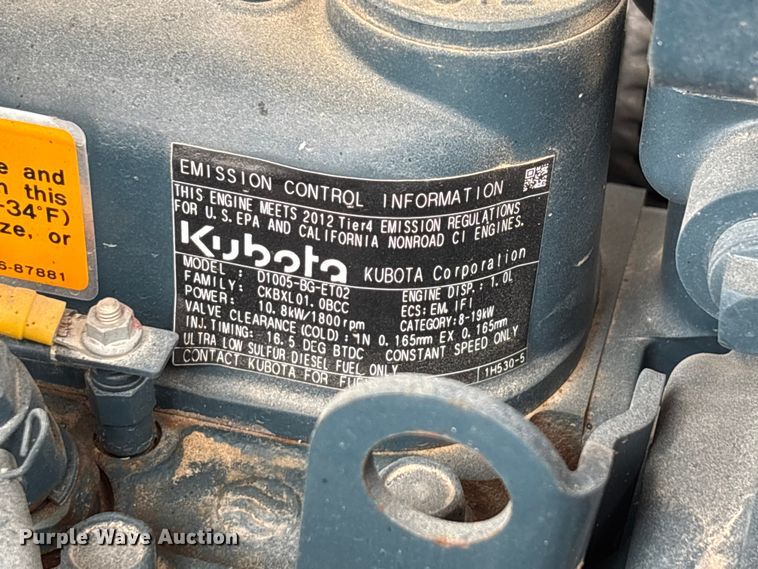 e and
n this
-34°F)
ze, or
6-87881
EMISSION CONTROL INFORMATION
THIS ENGINE MEETS 2012 Tier4 EMISSION REGULATIONS
FOR U.S.EPA AND CALIFORNIA NONROAD CI ENGINES.
Kubota KUBOTA Corporation
MODEL : D1005-BG-ET02 ENGINE DISP.: 1.0L
FAMILY: CKBXL01.0BCC ECS: EM, IFI
POWER: 10.8kW/1800 rpm CATEGORY: 8-19kW
VALVE CLEARANCE(COLD): IN 0.165mm EX 0.165mm
INJ.TIMING: 16.5 DEG BTDC CONSTANT SPEED ONLY
ULTRA LOW SULFUR DIESEL FUEL ONLY
CONTACT KUBOTA FOR 1H530-5
Purple Wave Auction